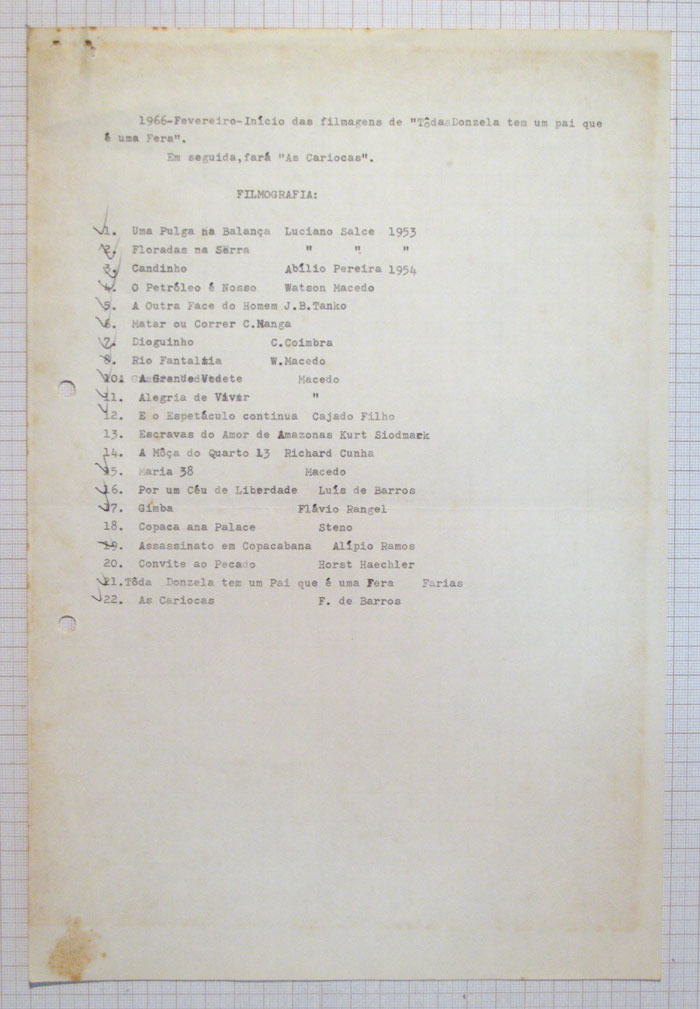 1966-Fevereiro-Início das filmagens de "Tôda Donzela tem um pai que
é uma Fera".
Em seguida,fará "As Cariocas".
FILMOGRAFIA:
1. Uma Pulga na Balança Luciano Salce 1953
2. Floradas na Serra " " "
3. Candinho Abílio Pereira 1954
4. O Petróleo é Nosso Watson Macedo
5. A Outra Face do Homem J.B.Tanko
6. Matar ou Correr C.Manga
7. Dioguinho C.Coimbra
8. Rio Fantaltia W.Macedo
10. A Grande Vedete Macedo
11. Alegria de Viver "
12. E o Espetáculo continua Cajado Filho
13. Escravas do Amor de Amazonas Kurt Siodmark
14. A Môça do Quarto 13 Richard Cunha
15. Maria 38 Macedo
16. Por um Céu de Liberdade Luis de Barros
17. Gimba Flávio Rangel
18. Copaca ana Palace Steno
19. Assassinato em Copacabana Alípio Ramos
20. Convite ao Pecado Horst Haechler
21.Tôda Donzela tem um Pai que é uma Fera Farias
22. As Cariocas F. de Barros